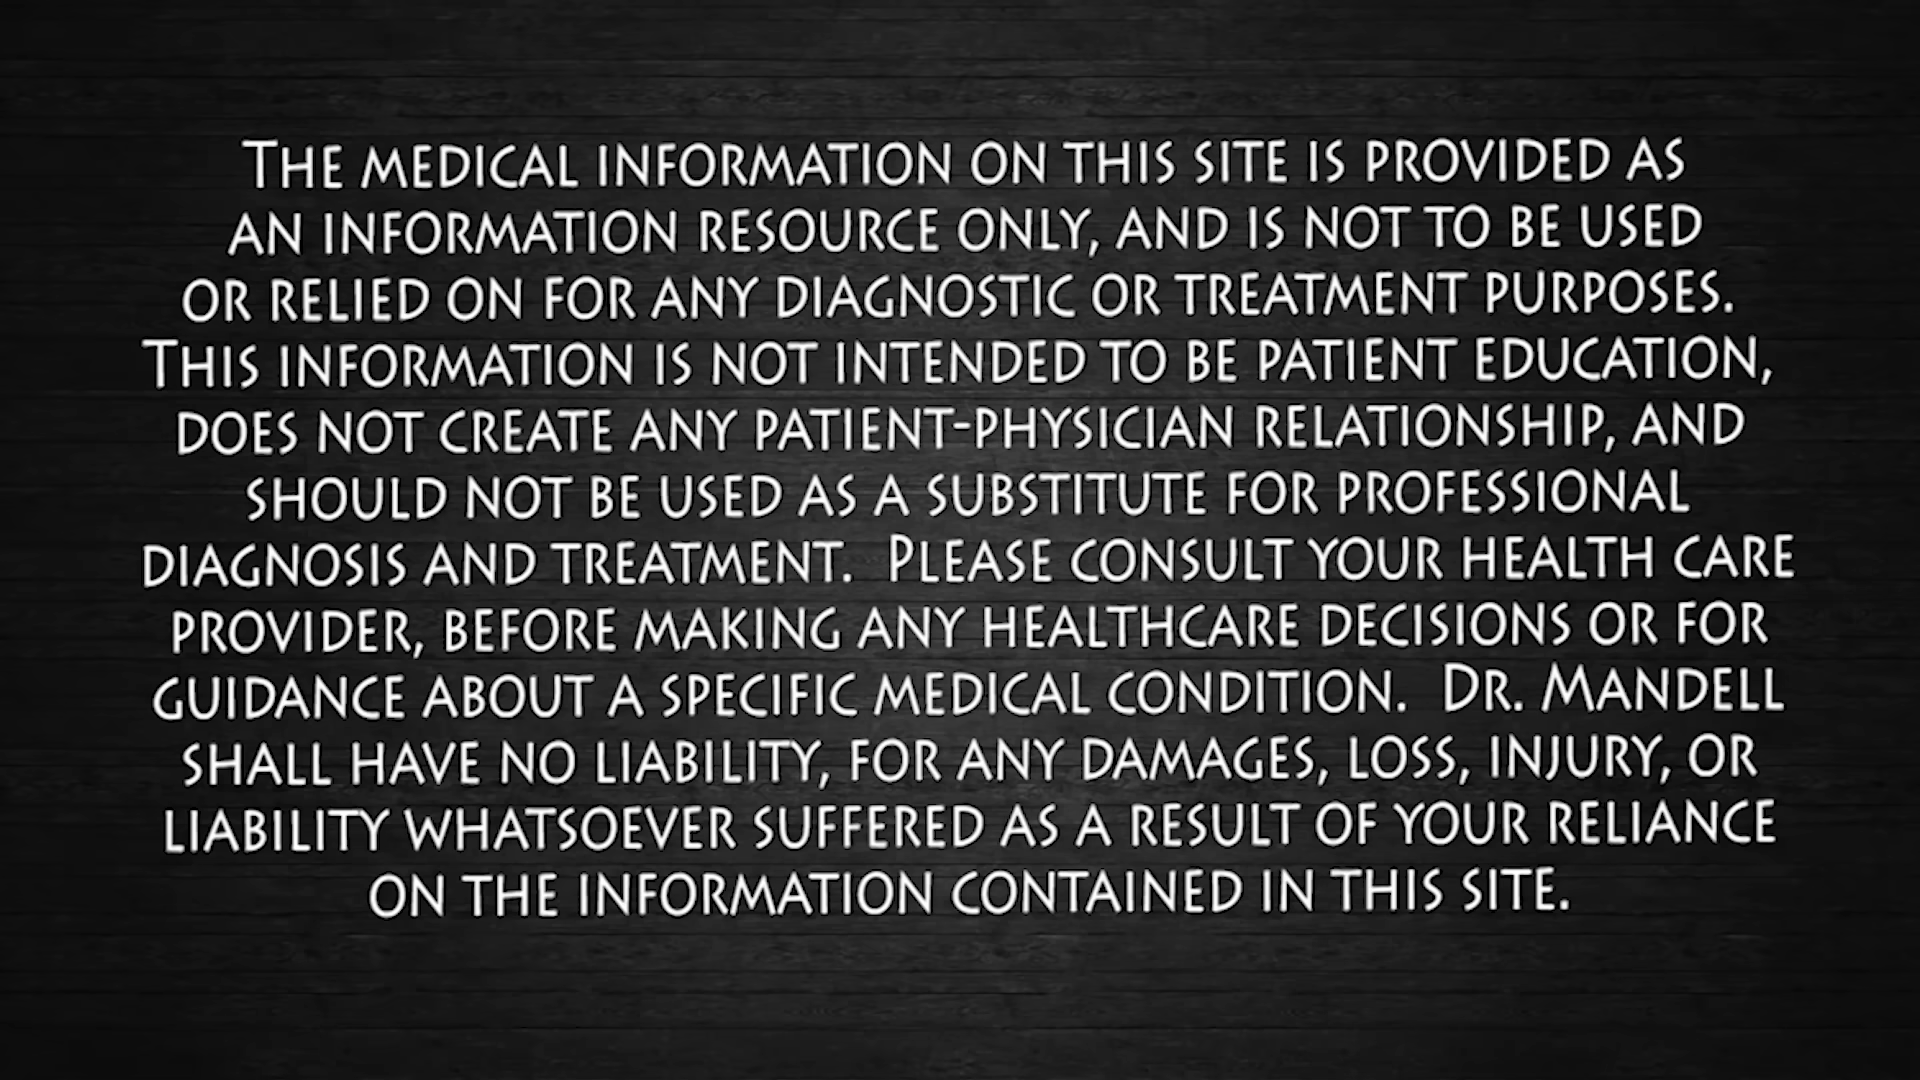 The medical information on this site is provided as
an information resource only, and is not to be used
or relied on for any diagnostic or treatment purposes.
This information is not intended to be patient education,
does not create any patient-physician relationship, and
should not be used as a substitute for professional
diagnosis and treatment. Please consult your health care
provider, before making any healthcare decisions or for
guidance about a specific medical condition. Dr. Mandell
shall have no liability, for any damages, loss, injury, or
liability whatsoever suffered as a result of your reliance
on the information contained in this site.